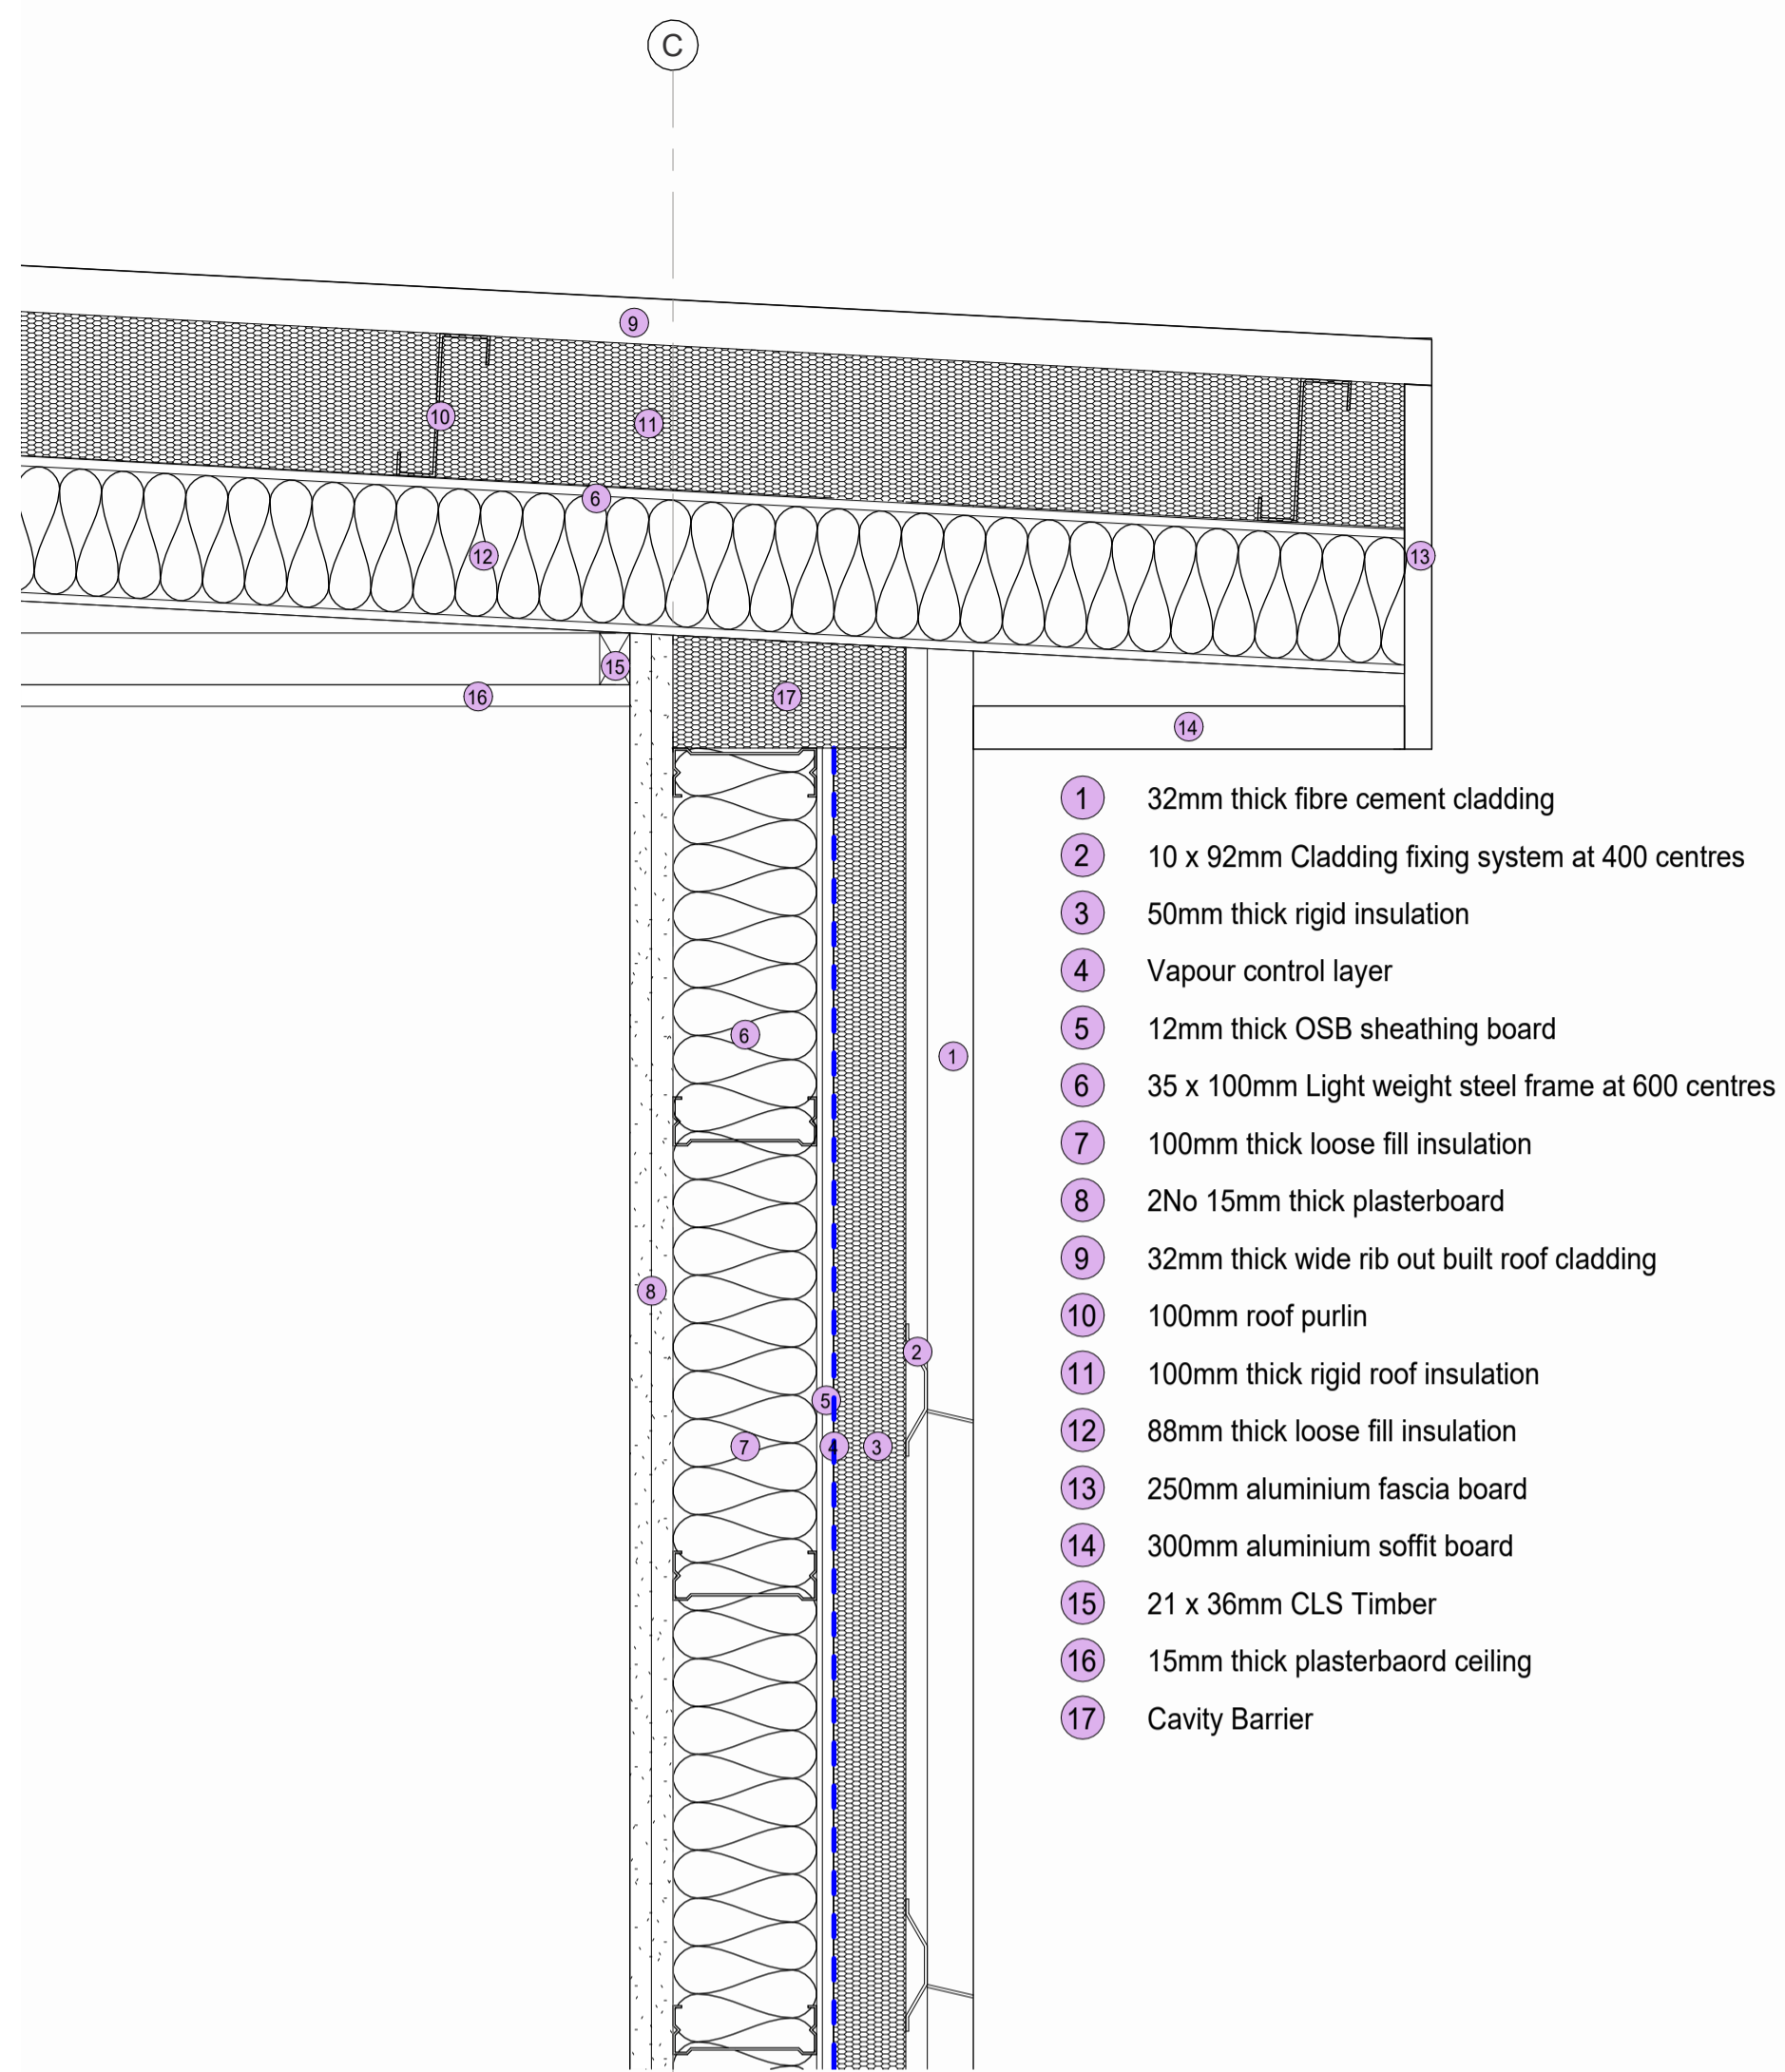 C
9
10
11
6
12
13
15
16
17
14
6
1
8
2
5
7
4
3
1 32mm thick fibre cement cladding
2 10 x 92mm Cladding fixing system at 400 centres
3 50mm thick rigid insulation
4 Vapour control layer
5 12mm thick OSB sheathing board
6 35 x 100mm Light weight steel frame at 600 centres
7 100mm thick loose fill insulation
8 2No 15mm thick plasterboard
9 32mm thick wide rib out built roof cladding
10 100mm roof purlin
11 100mm thick rigid roof insulation
12 88mm thick loose fill insulation
13 250mm aluminium fascia board
14 300mm aluminium soffit board
15 21 x 36mm CLS Timber
16 15mm thick plasterbaord ceiling
17 Cavity Barrier